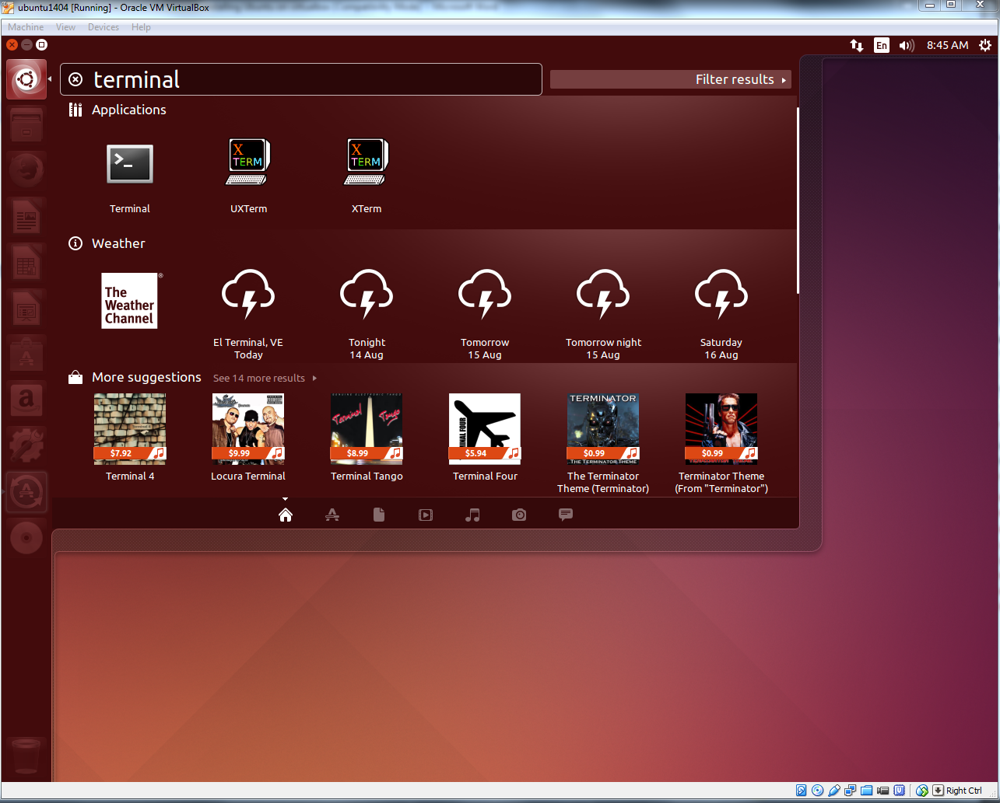 ubuntu1404 [Running] - Oracle VM VirtualBox
Machine View Devices Help
En 8:45 AM
terminal
Filter results
Applications
>_
X TERM
X TERM
Terminal UXTerm XTerm
Weather
The Weather Channel®
El Terminal, VE Today
Tonight 14 Aug
Tomorrow 15 Aug
Tomorrow night 15 Aug
Saturday 16 Aug
More suggestions See 14 more results
Terminal Tango
TERMINATOR
THE TERMINATOR THEME
$7.92 $9.99 $8.99 $5.94 $0.99 $0.99
Terminal 4
Locura Terminal
Terminal Tango
Terminal Four
The Terminator Theme (Terminator)
Terminator Theme (From "Terminator")
a
Right Ctrl